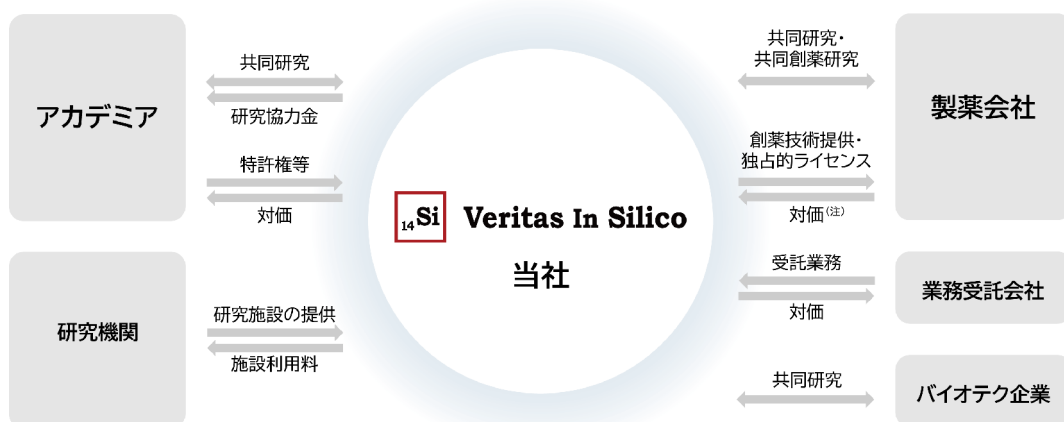 アカデミア
共同研究
研究協力金
特許権等
対価
研究機関
研究施設の提供
施設利用料
14Si Veritas In Silico
当社
共同研究・
共同創薬研究
創薬技術提供・
独占的ライセンス
対価(注)
製薬会社
受託業務
対価
業務受託会社
共同研究
バイオテク企業